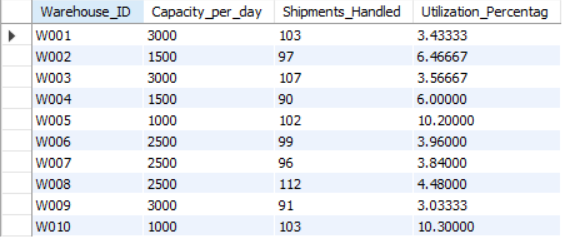 Warehouse_ID Capacity_per_day Shipments_Handled Utilization_Percentag
W001 3000 103 3.43333
W002 1500 97 6.46667
W003 3000 107 3.56667
W004 1500 90 6.00000
W005 1000 102 10.20000
W006 2500 99 3.96000
W007 2500 96 3.84000
W008 2500 112 4.48000
W009 3000 91 3.03333
W010 1000 103 10.30000